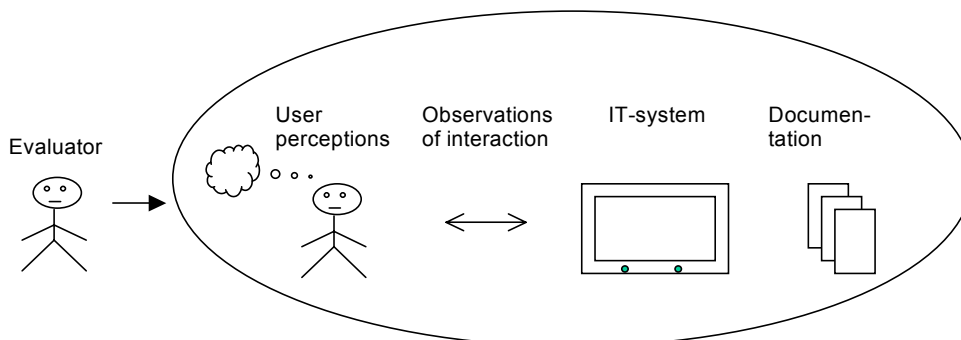 Evaluator
User
perceptions
Observations
of interaction
IT-system
Documen-
tation